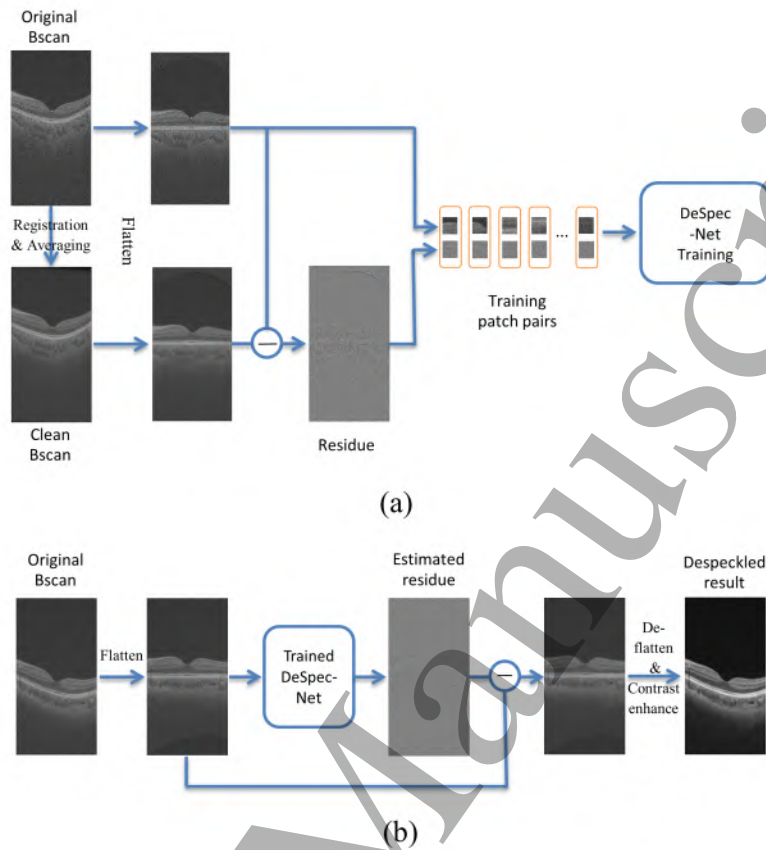 Original
Bscan
Registration
& Averaging
Flatten
Clean
Bscan
Residue
...
Training
patch pairs
DeSpec
-Net
Training
(a)
Original
Bscan
Flatten
Trained
DeSpec-
Net
Estimated
residue
Despeckled
result
De-
flatten
&
Contrast
enhance
(b)
Manuscri